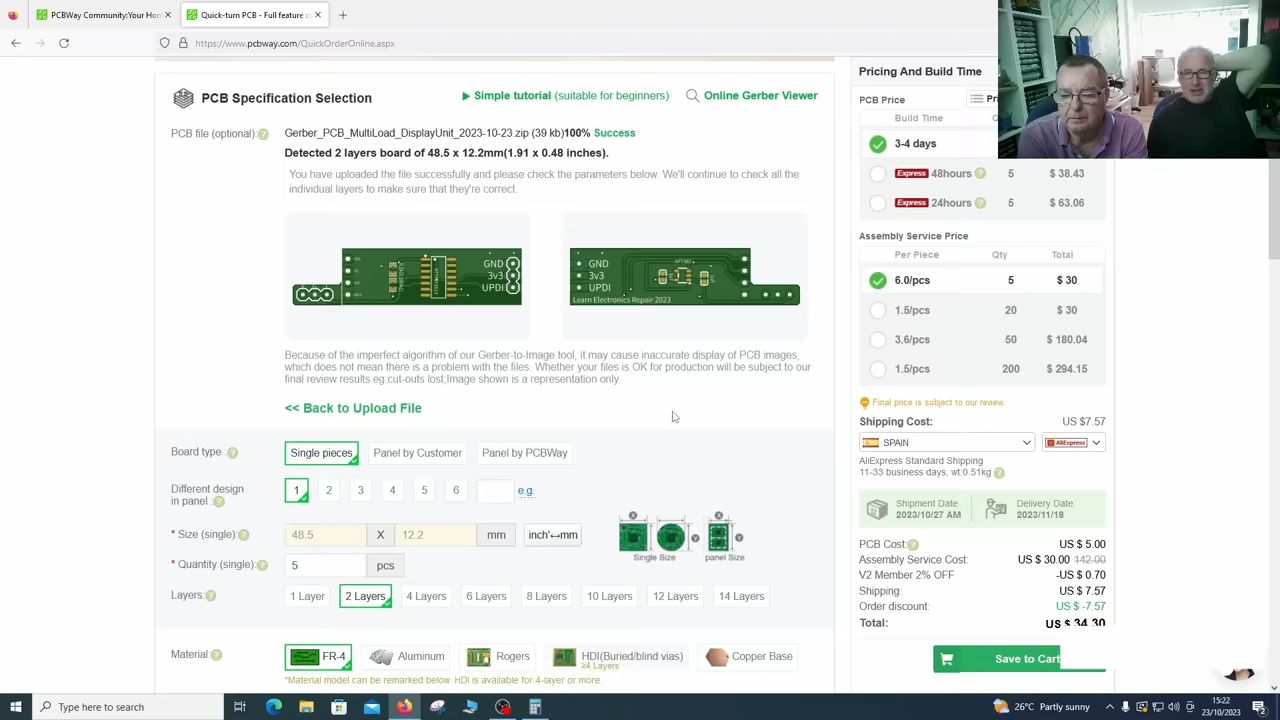 PCBWay Community:Your Home
Quick-turn PCB - Full feature c
https://www.pcbway.com/QuickOrderOnline.aspx
PCB Specification Selection
Simple tutorial (suitable for beginners)
Online Gerber Viewer
PCB file (optional):
Gerber_PCB_MultiLoad_DisplayUnit_2023-10-23.zip (39 kb)100% Success
Detected 2 layers board of 48.5 x 12.2mm(1.91 x 0.48 inches).
You have uploaded the file successfully and please check the parameters below. We'll continue to check all the
individual layers to make sure that they're correct.
GND
3v3
UPDI
GND
3v3
UPDI
Learn Electronics Repair 2023
Because of the imperfect algorithm of our Gerber-to-Image tool, it may cause inaccurate display of PCB images,
which does not mean there is a problem with the files. Whether your files is OK for production will be subject to our
final review results eg:cut-outs lost;Image shown is a representation only.
<< Back to Upload File
Board type :
Single pieces
Panel by Customer
Panel by PCBWay
Different design
in panel :
1 2 3 4 5 6
e.g.
* Size (single):
48.5 X 12.2 mm
inch'↔mm
Single Size
panel Size
* Quantity (single):
5 pcs
Layers:
1 Layer
2 Layers
4 Layers
6 Layers
8 Layers
10 Layers
12 Layers
14 Layers
Material:
FR-4
Aluminum
Rogers
HDI(Buried/blind vias)
≥4 Layers
Copper Base
*Material model can be remarked below. HDI is available for 4-layer or more.
Pricing And Build Time
PCB Price
Build Time
3-4 days
Express 48hours 5 $ 38.43
Express 24hours 5 $ 63.06
Assembly Service Price
Per Piece Qty Total
6.0/pcs 5 $ 30
1.5/pcs 20 $ 30
3.6/pcs 50 $ 180.04
1.5/pcs 200 $ 294.15
Final price is subject to our review.
Shipping Cost: US $7.57
SPAIN
AliExpress
AliExpress Standard Shipping
11-33 business days, wt:0.51kg
Shipment Date
2023/10/27 AM
Delivery Date
2023/11/18
PCB Cost: US $ 5.00
Assembly Service Cost: US $ 30.00 142.00
V2 Member 2% OFF -US $ 0.70
Shipping: US $ 7.57
Order discount: US $ -7.57
Total: US $ 34.30
Save to Cart
Type here to search
15:22
23/10/2023